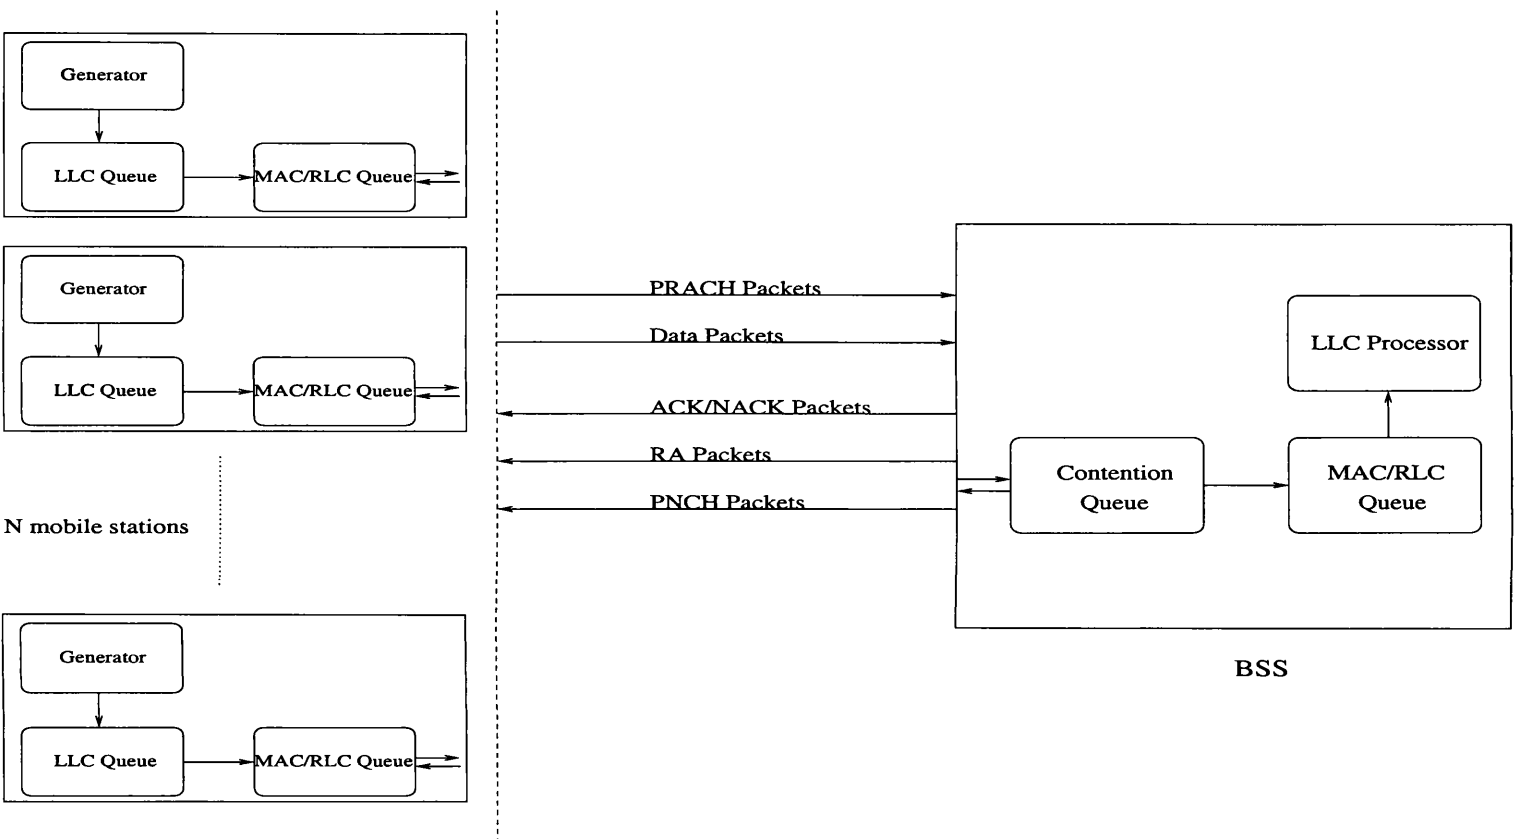 Generator
LLC Queue
MAC/RLC Queue
Generator
LLC Queue
MAC/RLC Queue
N mobile stations
Generator
LLC Queue
MAC/RLC Queue
PRACH Packets
Data Packets
ACK/NACK Packets
RA Packets
PNCH Packets
LLC Processor
Contention
Queue
MAC/RLC
Queue
BSS